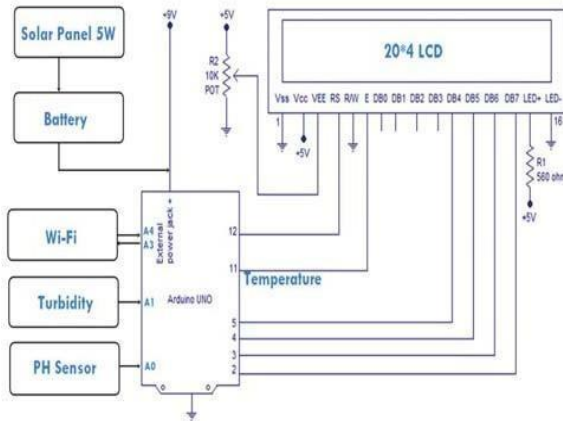 Solar Panel 5W
Battery
Wi-Fi
Turbidity
PH Sensor
+9V
+5V
R2
10K
POT
20*4 LCD
Vss Vcc VEE RS R/W E DB0 DB1 DB2 DB3 DB4 DB5 DB6 DB7 LED+ LED-
1
16
+5V
R1
560 ohm
+5V
External
power jack +
A4
A3
A1
A0
Arduino UNO
12
11
Temperature
5
4
3
2